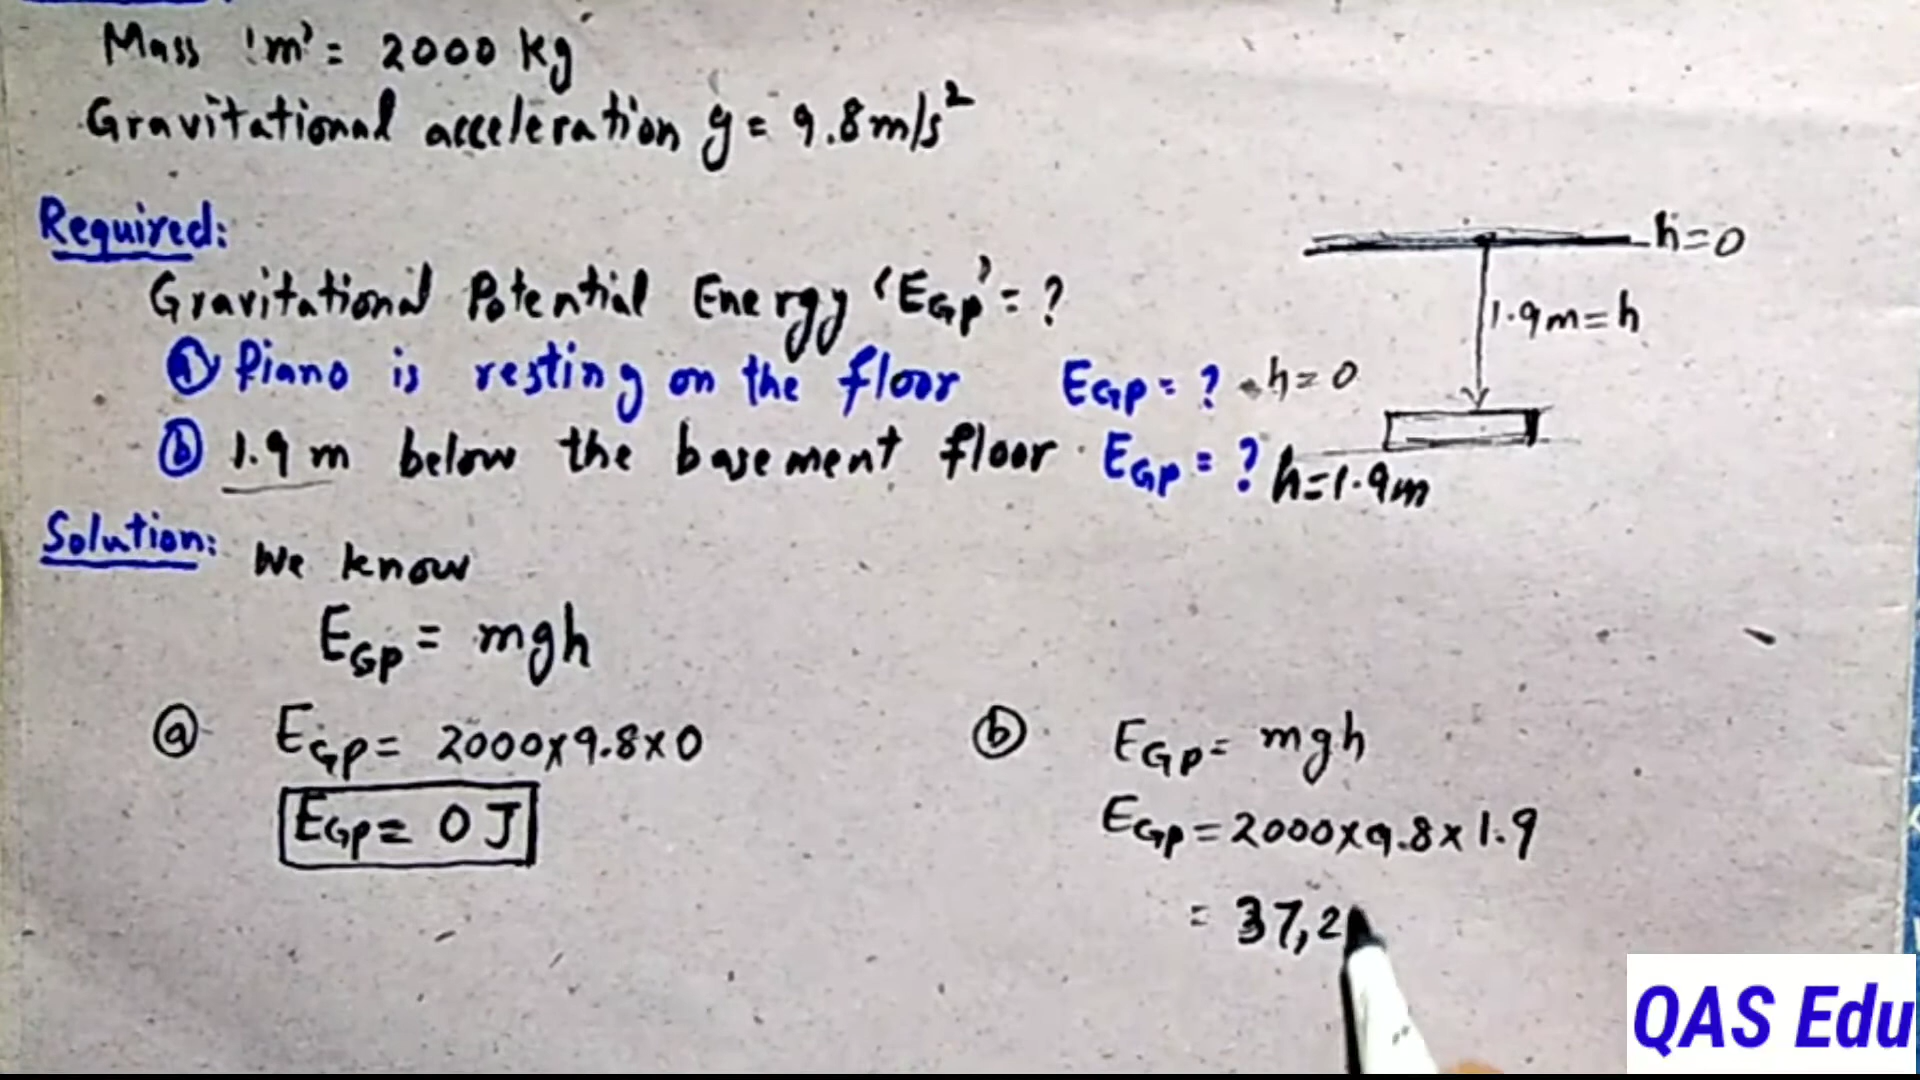 Mass 'm' = 2000 kg
Gravitational acceleration g = 9.8 m/s²
Required:
Gravitational Potential Energy 'EGP' = ?
ⓐ Piano is resting on the floor EGP = ? h = 0
ⓑ 1.9 m below the basement floor EGP = ? h = 1.9m
h = 0
1.9m = h
Solution: We know
EGP = mgh
ⓐ EGP = 2000 x 9.8 x 0
EGP = 0 J
ⓑ EGP = mgh
EGP = 2000 x 9.8 x 1.9
= 37,2
QAS Edu